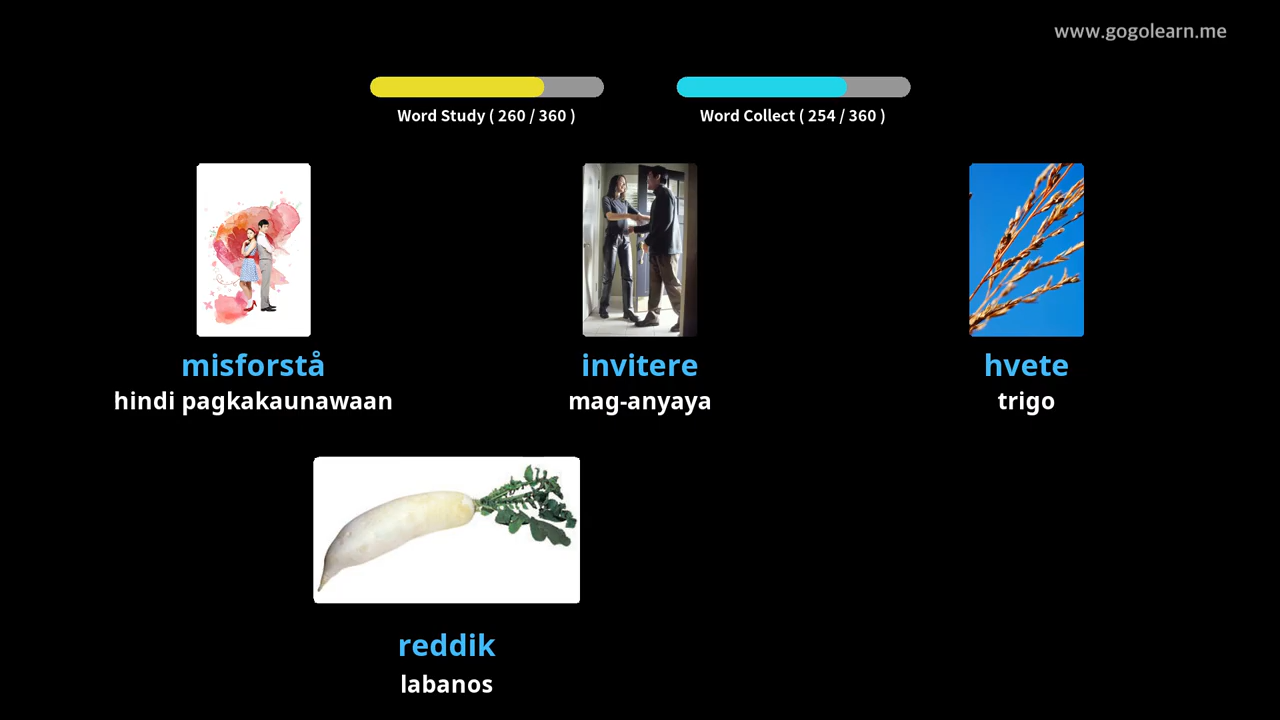 www.gogolearn.me
Word Study ( 260 / 360 )
Word Collect ( 254 / 360 )
misforstå
hindi pagkakaunawaan
invitere
mag-anyaya
hvete
trigo
reddik
labanos